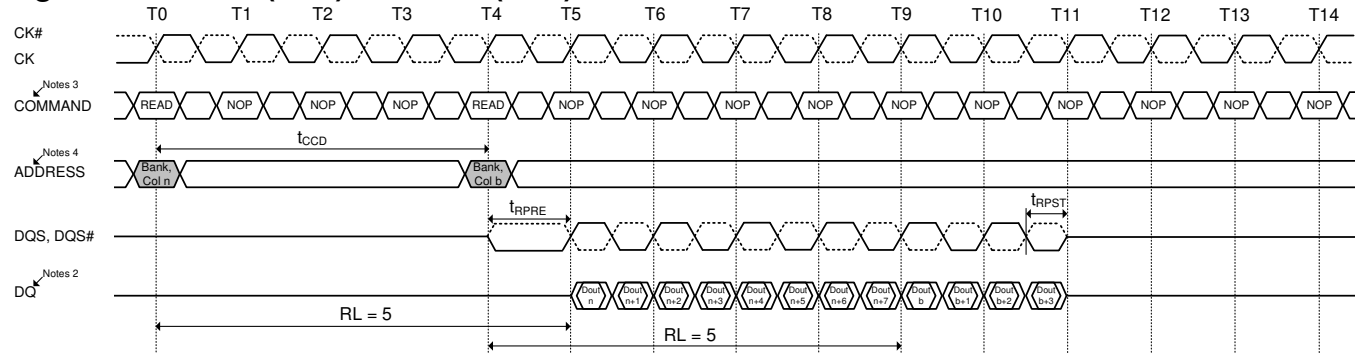 T0 T1 T2 T3 T4 T5 T6 T7 T8 T9 T10 T11 T12 T13 T14
CK#
CK
Notes 3
COMMAND READ NOP NOP NOP READ NOP NOP NOP NOP NOP NOP NOP NOP NOP NOP
tCCD
Notes 4
ADDRESS
Bank, Col n
Bank, Col b
tRPRE
tRPST
DQS, DQS#
Notes 2
DQ
Dout n
Dout n+1
Dout n+2
Dout n+3
Dout n+4
Dout n+5
Dout n+6
Dout n+7
Dout b
Dout b+1
Dout b+2
Dout b+3
RL = 5
RL = 5